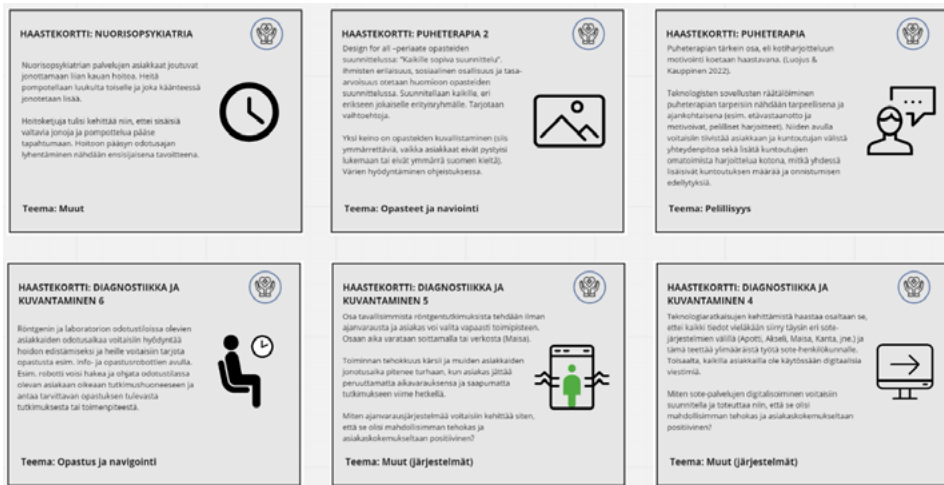 HAASTEKORTTI: NUORISOPSYKIATRIA
Nuorisopsykiatrian palvelujen asiakkaat joutuvat
jonottamaan liian kauan hoitoa. Heitä
pompotellaan luukulta toiselle ja joka käänteessä
jonotetaan lisää.
Hoitoketjuja tulisi kehittää niin, ettei sisäisiä
valtavia jonoja ja pompottelua pääse
tapahtumaan. Hoitoon pääsyn odotusajan
lyhentäminen nähdään ensisijaisena tavoitteena.
Teema: Muut
HAASTEKORTTI: PUHETERAPIA 2
Design for all –periaate opasteiden
suunnittelussa: "Kaikille sopiva suunnittelu".
Ihmisten erilaisuus, sosiaalinen osallisuus ja tasa-
arvoisuus otetaan huomioon opasteiden
suunnittelussa. Suunnitellaan kaikille, eri
erikseen jokaiselle erityisryhmälle. Tarjotaan
vaihtoehtoja.
Yksi keino on opasteiden kuvallistaminen (siis
ymmärrettäviä, vaikka asiakkaat eivät pystyisi
lukemaan tai eivät ymmärrä suomen kieltä).
Värien hyödyntäminen ohjeistuksessa.
Teema: Opasteet ja naviointi
HAASTEKORTTI: PUHETERAPIA
Puheterapian tärkein osa, eli kotiharjoitteluun
motivointi koetaan haastavana. (Luojus &
Kauppinen 2022).
Teknologisten sovellusten räätälöiminen
puheterapian tarpeisiin nähdään tarpeellisena ja
ajankohtaisena (esim. etävastaanotto ja
motivoivat, pelilliset harjoitteet). Niiden avulla
voitaisiin tiivistää asiakkaan ja kuntoutujan välistä
yhteydenpitoa sekä lisätä kuntoutujien
omatoimista harjoittelua kotona, mitkä yhdessä
lisäisivät kuntoutuksen määrää ja onnistumisen
edellytyksiä.
Teema: Pelillisyys
HAASTEKORTTI: DIAGNOSTIIKKA JA
KUVANTAMINEN 6
Röntgenin ja laboratorion odotustiloissa olevien
asiakkaiden odotusaikaa voitaisiin hyödyntää
hoidon edistämiseksi ja heille voitaisiin tarjota
opastusta esim. info- ja opastusrobottien avulla.
Esim. robotti voisi hakea ja ohjata odotustilassa
olevan asiakaan oikeaan tutkimushuoneeseen ja
antaa tarvittavan opastuksen tulevasta
tutkimuksesta tai toimenpiteestä.
Teema: Opastus ja navigointi
HAASTEKORTTI: DIAGNOSTIIKKA JA
KUVANTAMINEN 5
Osa tavallisimmista röntgentutkimuksista tehdään ilman
ajanvarausta ja asiakas voi valita vapaasti toimipisteen.
Osaan aika varataan soittamalla tai verkosta (Maisa).
Toiminnan tehokkuus kärsii ja muiden asiakkaiden
jonotusaika pitenee turhaan, kun asiakas jättää
peruuttamatta aikavarauksensa ja saapumatta
tutkimukseen viime hetkellä.
Miten ajanvarausjärjestelmää voitaisiin kehittää siten,
että se olisi mahdollisimman tehokas ja
asiakaskokemukseltaan positiivinen?
Teema: Muut (järjestelmät)
HAASTEKORTTI: DIAGNOSTIIKKA JA
KUVANTAMINEN 4
Teknologiaratkaisujen kehittämistä haastaa osaltaan se,
ettei kaikki tiedot vieläkään siirry täysin eri sote-
järjestelmien välillä (Apotti, Akseli, Maisa, Kanta, jne.) ja
tämä teettää ylimääräistä työtä sote-henkilökunnalle.
Toisaalta, kaikilla asiakkailla ole käytössään digitaalisia
viestimiä.
Miten sote-palvelujen digitalisoiminen voitaisiin
suunnitella ja toteuttaa niin, että se olisi
mahdollisimman tehokas ja asiakaskokemukseltaan
positiivinen?
Teema: Muut (järjestelmät)